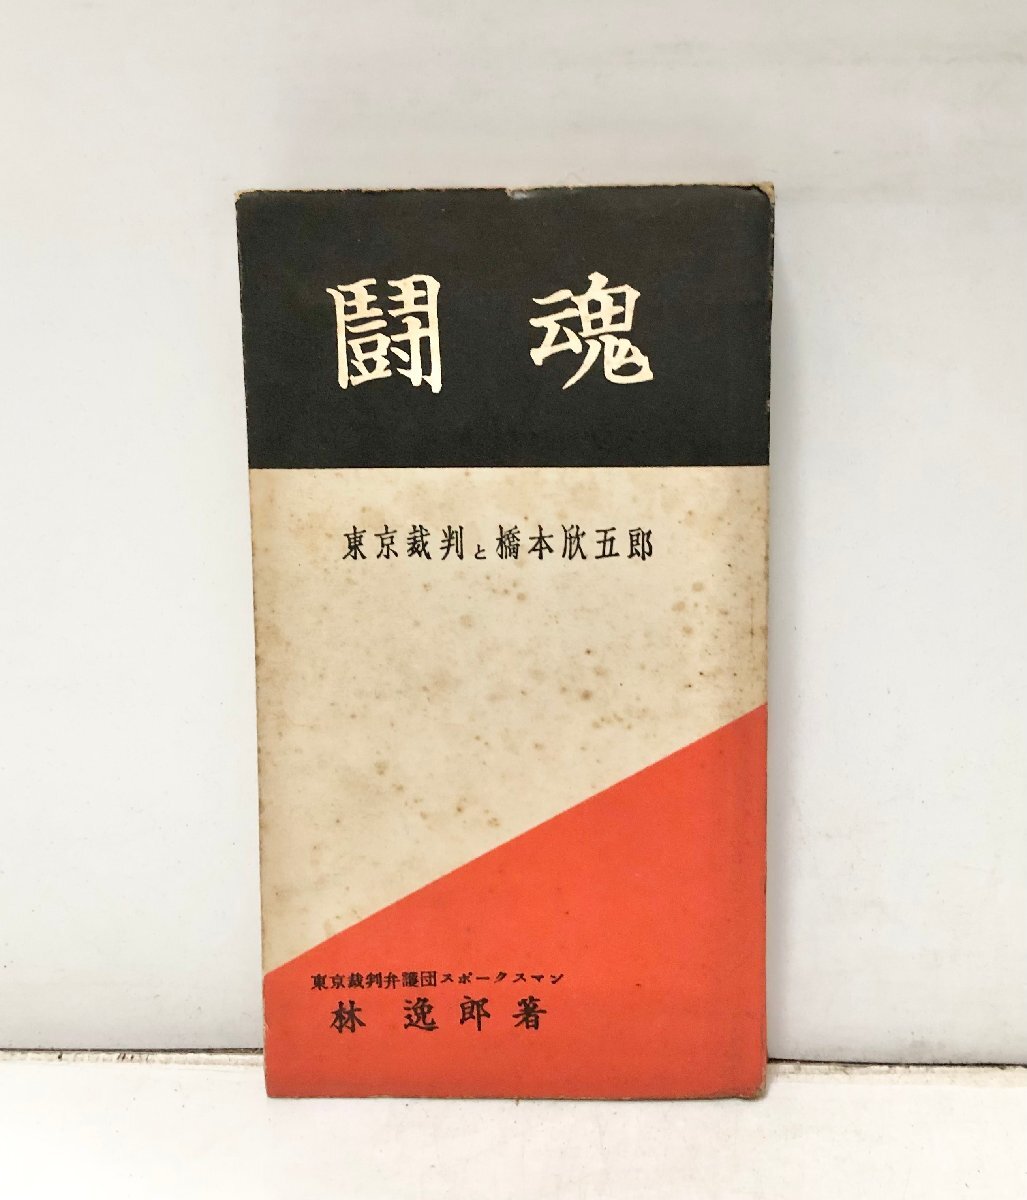 闘魂
東京裁判と橋本欣五郎
東京裁判弁護団スポークスマン
林逸郎著